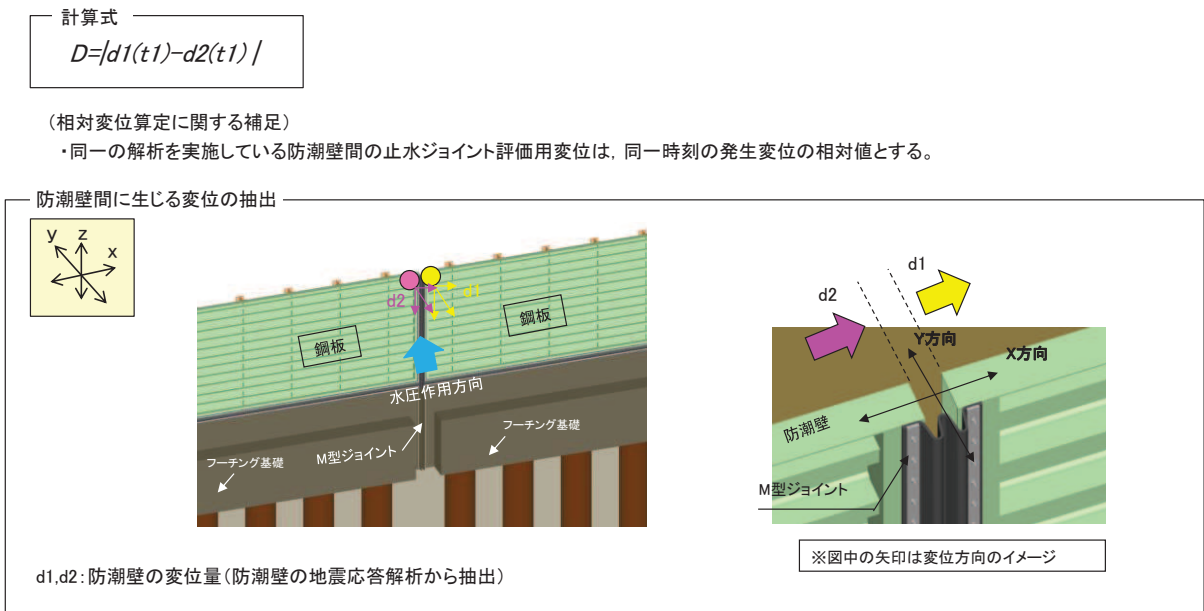 計算式
D=|d1(t1)-d2(t1)|
（相対変位算定に関する補足）
・同一の解析を実施している防潮壁間の止水ジョイント評価用変位は，同一時刻の発生変位の相対値とする。
防潮壁間に生じる変位の抽出
y z x
d2 d1
鋼板
鋼板
水圧作用方向
フーチング基礎
M型ジョイント
フーチング基礎
d1
d2
Y方向
X方向
防潮壁
M型ジョイント
※図中の矢印は変位方向のイメージ
d1,d2：防潮壁の変位量（防潮壁の地震応答解析から抽出）